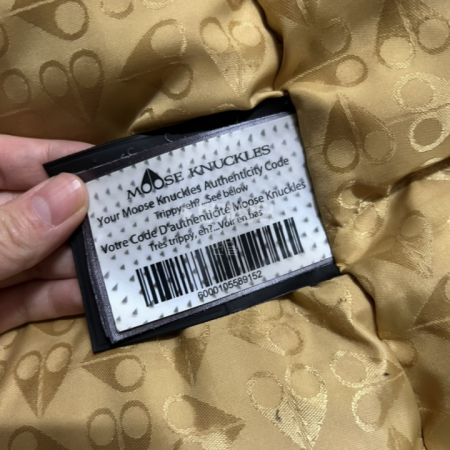 MOOSE KNUCKLES
Your Moose Knuckles Authenticity Code
Trippy, eh?...See below
Votre Code D'authenticité Moose Knuckles
Très trippy, eh?...Voir en bas
6000105589152